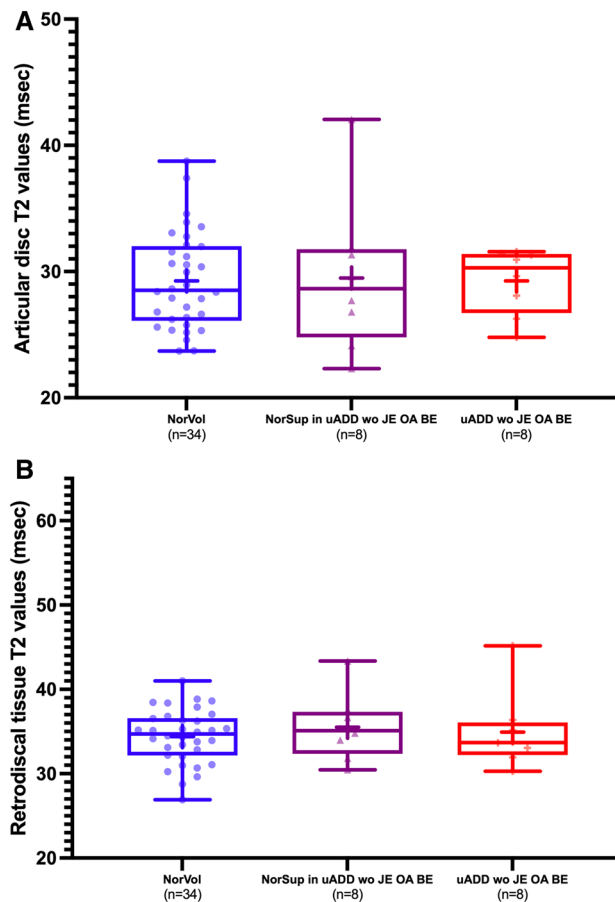 A
Articular disc T2 values (msec)
50
40
30
20
NorVol
(n=34)
NorSup in uADD wo JE OA BE
(n=8)
uADD wo JE OA BE
(n=8)
B
Retrodiscal tissue T2 values (msec)
60
50
40
30
20
NorVol
(n=34)
NorSup in uADD wo JE OA BE
(n=8)
uADD wo JE OA BE
(n=8)